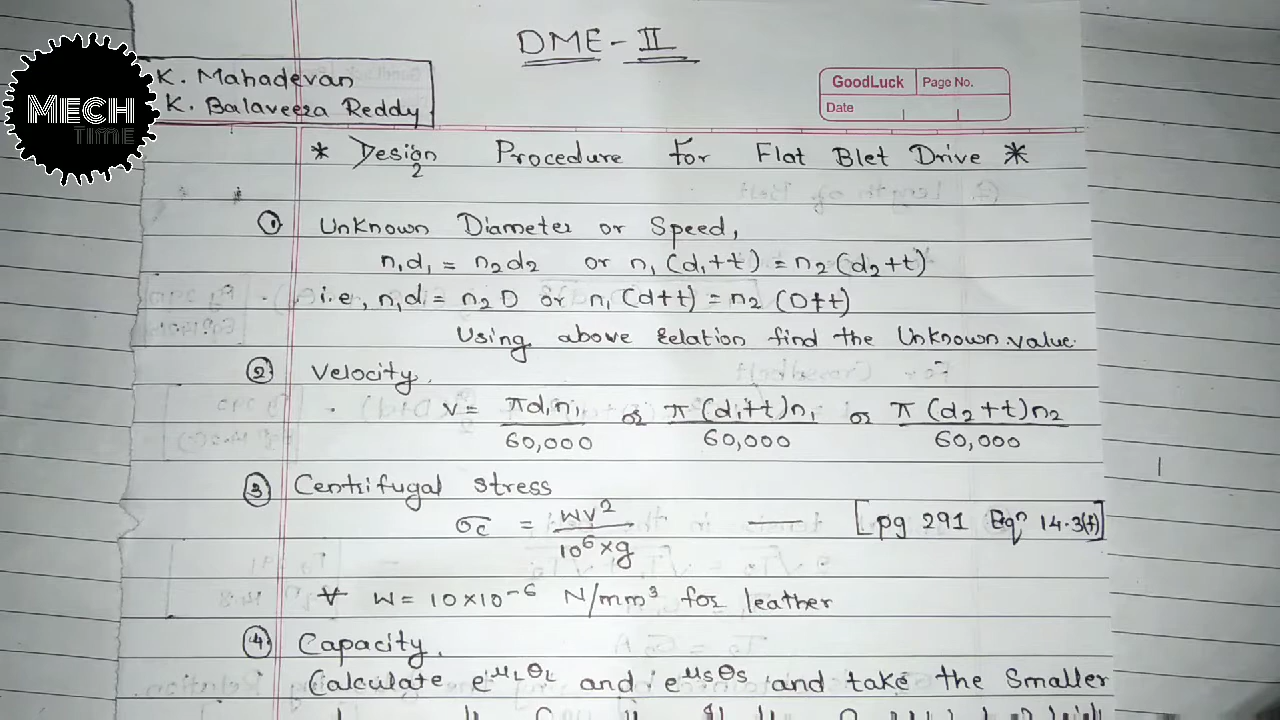 DME - II
K. Mahadevan
K. Balaveera Reddy
MECH
TIME
GoodLuck Page No.
Date
* Design Procedure for Flat Blet Drive *
2
① Unknown Diameter or Speed,
n₁d₁ = n₂d₂ or n₁(d₁+t) = n₂(d₂+t)
i.e, n₁d = n₂D or n₁(d+t) = n₂(D+t)
Using above relation find the Unknown value.
② Velocity.
v = πd₁n₁/60,000 or π(d₁+t)n₁/60,000 or π(d₂+t)n₂/60,000
③ Centrifugal stress
σc = wv²/10⁶×g — [pg 291 Eqⁿ 14.3(f)]
∀ w = 10×10⁻⁶ N/mm³ for leather
④ Capacity.
Calculate e^μLθL and e^μsθs and take the smaller